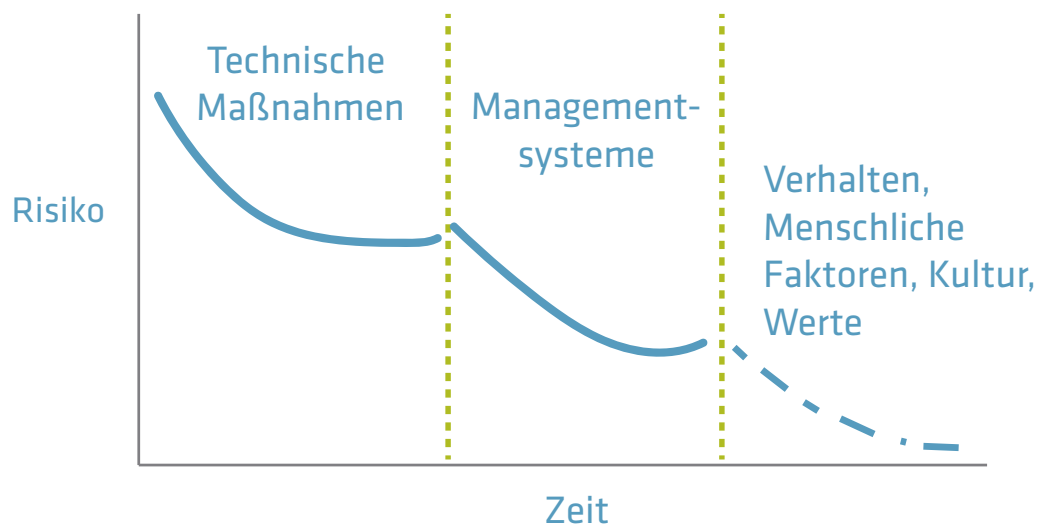 Technische
Maßnahmen
Management-
systeme
Verhalten,
Menschliche
Faktoren, Kultur,
Werte
Risiko
Zeit